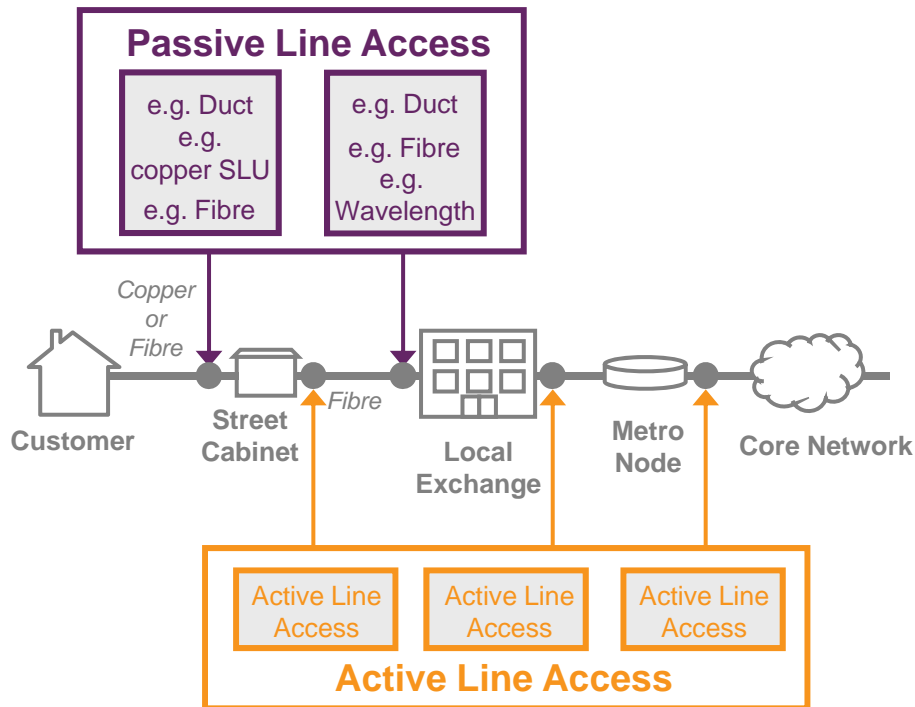 Passive Line Access
e.g. Duct
e.g.
copper SLU
e.g. Fibre
e.g. Duct
e.g. Fibre
e.g.
Wavelength
Copper
or
Fibre
Fibre
Customer
Street
Cabinet
Local
Exchange
Metro
Node
Core Network
Active Line
Access
Active Line
Access
Active Line
Access
Active Line Access